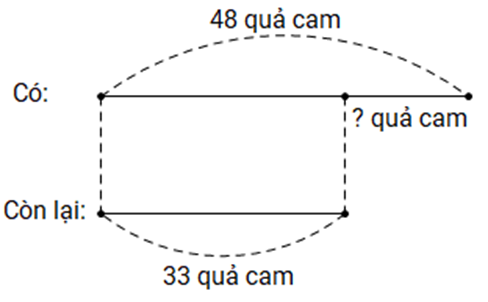 48 quả cam
Có:
? quả cam
Còn lại:
33 quả cam